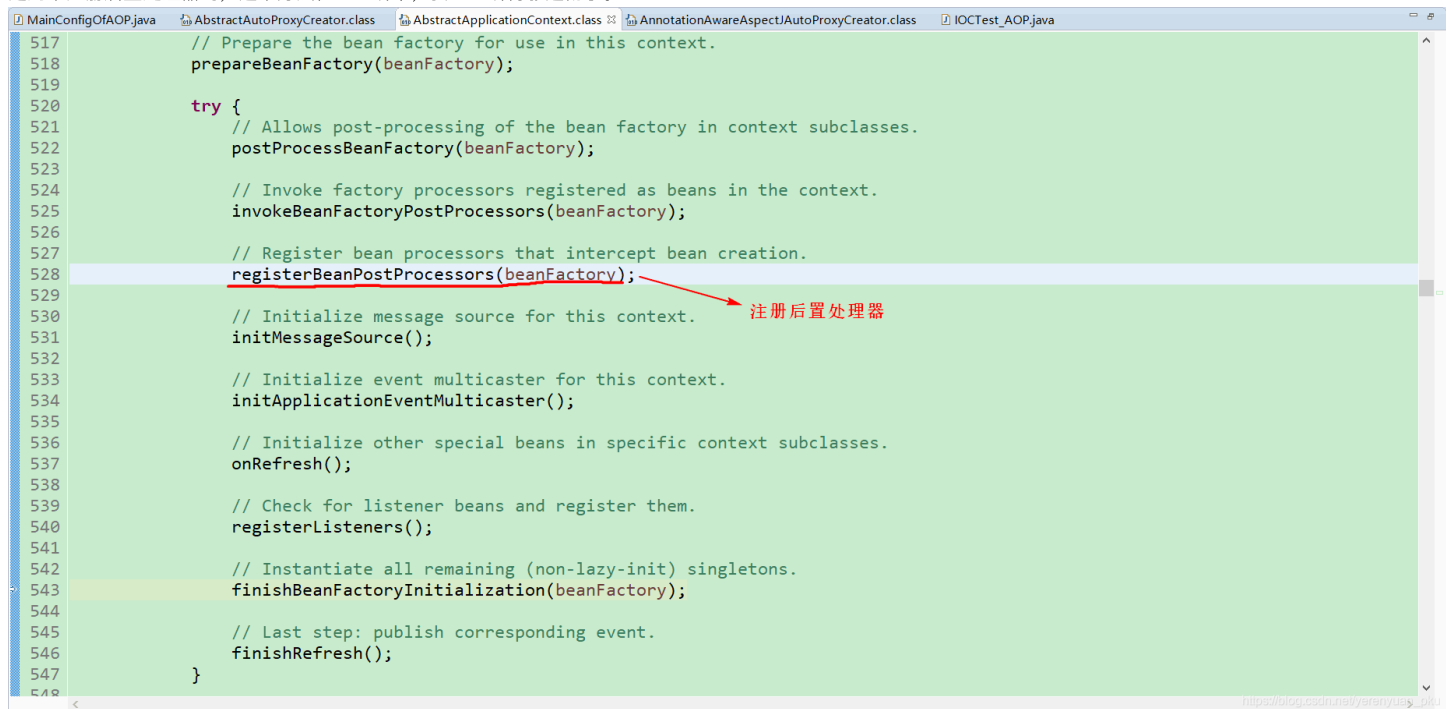 MainConfigOfAOP.java AbstractAutoProxyCreator.class AbstractApplicationContext.class AnnotationAwareAspectJAutoProxyCreator.class IOCTest_AOP.java
517 // Prepare the bean factory for use in this context.
518 prepareBeanFactory(beanFactory);
519
520 try {
521 // Allows post-processing of the bean factory in context subclasses.
522 postProcessBeanFactory(beanFactory);
523
524 // Invoke factory processors registered as beans in the context.
525 invokeBeanFactoryPostProcessors(beanFactory);
526
527 // Register bean processors that intercept bean creation.
528 registerBeanPostProcessors(beanFactory);
529
注册后置处理器
530 // Initialize message source for this context.
531 initMessageSource();
532
533 // Initialize event multicaster for this context.
534 initApplicationEventMulticaster();
535
536 // Initialize other special beans in specific context subclasses.
537 onRefresh();
538
539 // Check for listener beans and register them.
540 registerListeners();
541
542 // Instantiate all remaining (non-lazy-init) singletons.
543 finishBeanFactoryInitialization(beanFactory);
544
545 // Last step: publish corresponding event.
546 finishRefresh();
547 }
548
https://blog.csdn.net/yerenyuan_pku